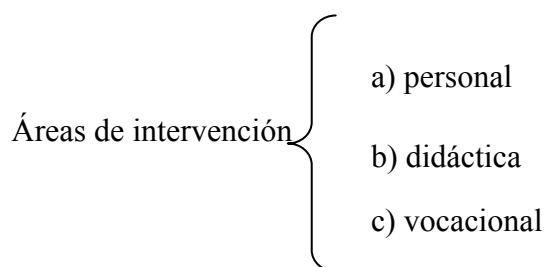 Áreas de intervención
a) personal
b) didáctica
c) vocacional